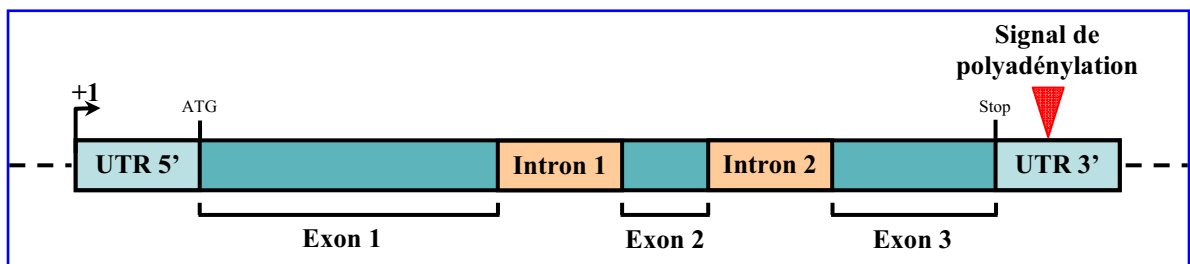 Signal de
polyadénylation
+1
ATG
Stop
UTR 5’
Intron 1
Intron 2
UTR 3’
Exon 1
Exon 2
Exon 3